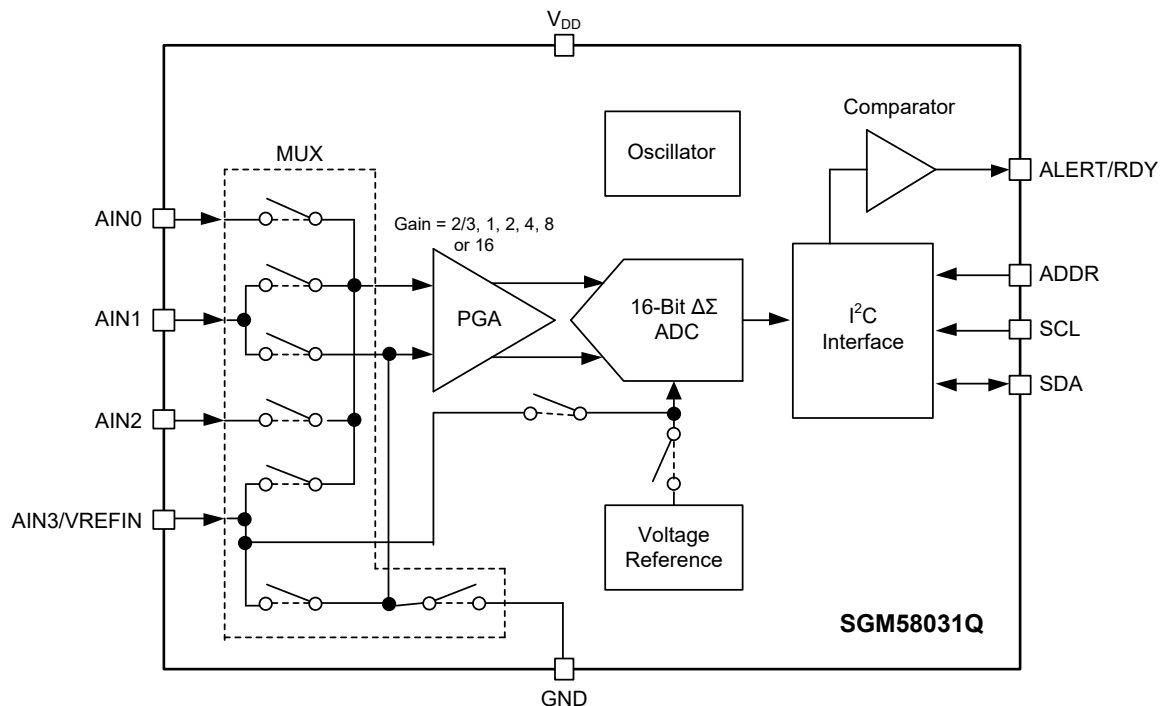 V_DD
Comparator
Oscillator
MUX
ALERT/RDY
AIN0
Gain = 2/3, 1, 2, 4, 8
or 16
ADDR
AIN1
PGA
16-Bit ΔΣ
ADC
I²C
Interface
SCL
SDA
AIN2
AIN3/VREFIN
Voltage
Reference
SGM58031Q
GND